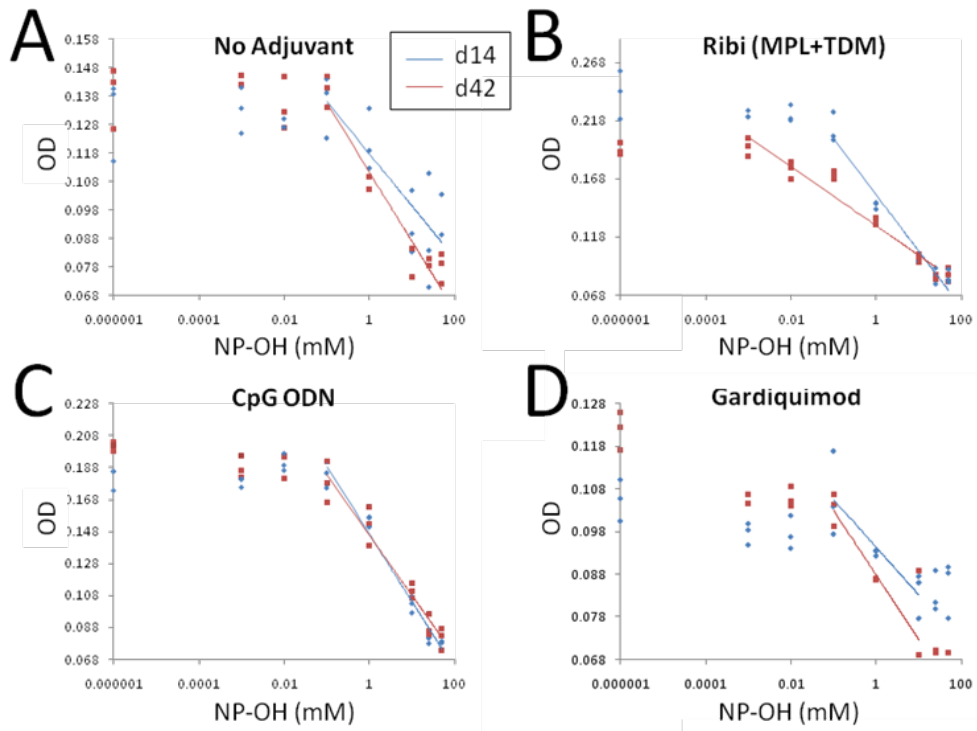 A
No Adjuvant
d14
d42
0.158
0.148
0.138
0.128
0.118
0.108
0.098
0.088
0.078
0.068
OD
0.000001 0.0001 0.01 1 100
NP-OH (mM)
B
Ribi (MPL+TDM)
0.268
0.218
0.168
0.118
0.068
OD
0.000001 0.0001 0.01 1 100
NP-OH (mM)
C
CpG ODN
0.228
0.208
0.188
0.168
0.148
0.128
0.108
0.088
0.068
OD
0.000001 0.0001 0.01 1 100
NP-OH (mM)
D
Gardiquimod
0.128
0.118
0.108
0.098
0.088
0.078
0.068
OD
0.000001 0.0001 0.01 1 100
NP-OH (mM)